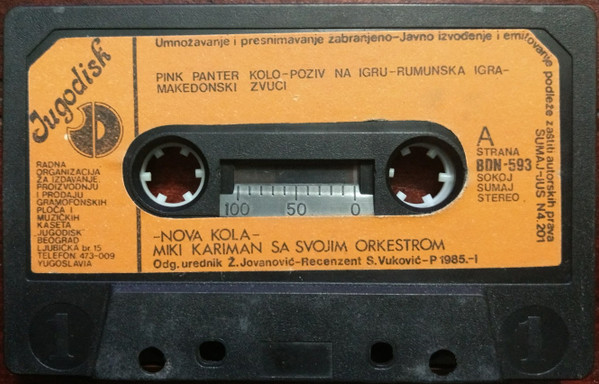 Jugodisk
Umnožavanje i presnimavanje zabranjeno-Javno izvođenje i emitovanje podleže zaštiti autorskih prava
SUMAJ-JUS N4.201
PINK PANTER KOLO-POZIV NA IGRU-RUMUNSKA IGRA-
MAKEDONSKI ZVUCI
A
STRANA
BDN-593
SOKOJ
SUMAJ
STEREO
RADNA
ORGANIZACIJA
ZA IZDAVANJE,
PROIZVODNJU
I PRODAJU
GRAMOFONSKIH
PLOČA I
MUZIČKIH
KASETA
"JUGODISK"
BEOGRAD
LJUBIČKA br. 15
TELEFON 473-009
YUGOSLAVIA
100 50 0
-NOVA KOLA-
MIKI KARIMAN SA SVOJIM ORKESTROM
Odg. urednik Ž. Jovanović-Recenzent S. Vuković-P 1985.-I
1 1